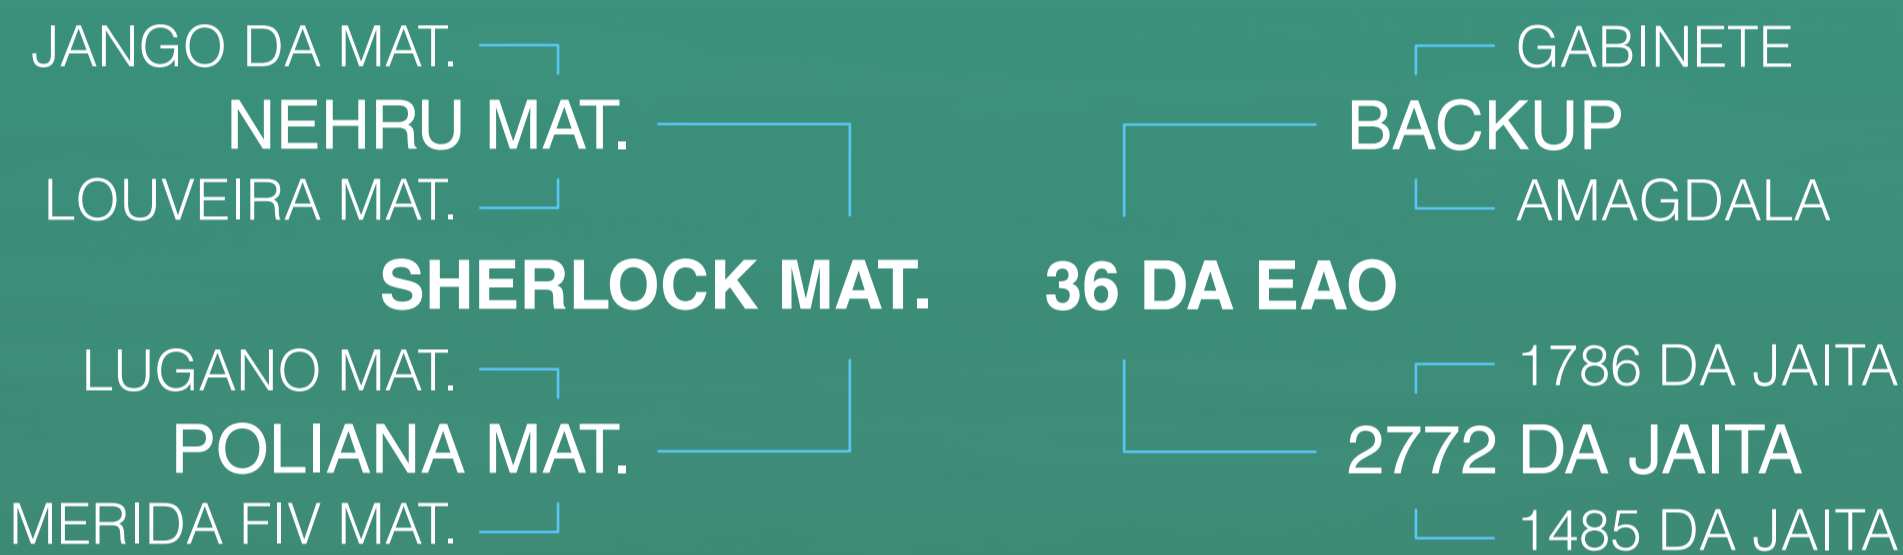 JANGO DA MAT.
GABINETE
NEHRU MAT.
BACKUP
LOUVEIRA MAT.
AMAGDALA
SHERLOCK MAT.
36 DA EAO
LUGANO MAT.
1786 DA JAITA
POLIANA MAT.
2772 DA JAITA
MERIDA FIV MAT.
1485 DA JAITA